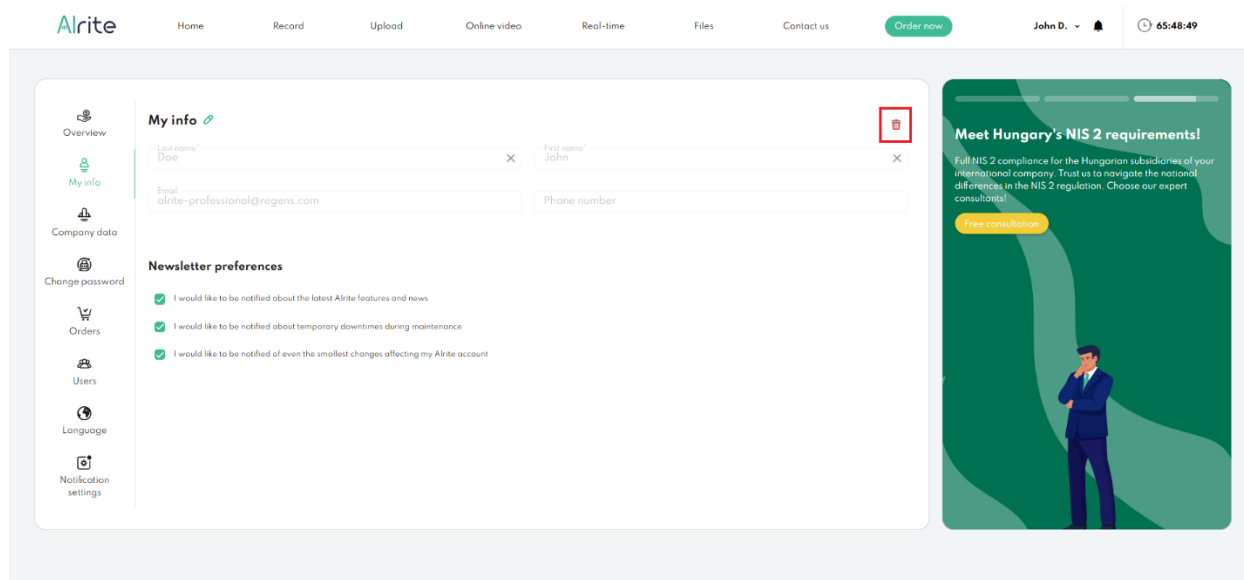 Alrite
Home
Record
Upload
Online video
Real-time
Files
Contact us
Order now
John D.
65:48:49
Overview
My info
Company data
Change password
Orders
Users
Language
Notification
settings
My info
Last name*
Doe
First name*
John
Email
alrite-professional@regens.com
Phone number
Newsletter preferences
I would like to be notified about the latest Alrite features and news
I would like to be notified about temporary downtimes during maintenance
I would like to be notified of even the smallest changes affecting my Alrite account
Meet Hungary's NIS 2 requirements!
Full NIS 2 compliance for the Hungarian subsidiaries of your
international company. Trust us to navigate the national
differences in the NIS 2 regulation. Choose our expert
consultants!
Free consultation